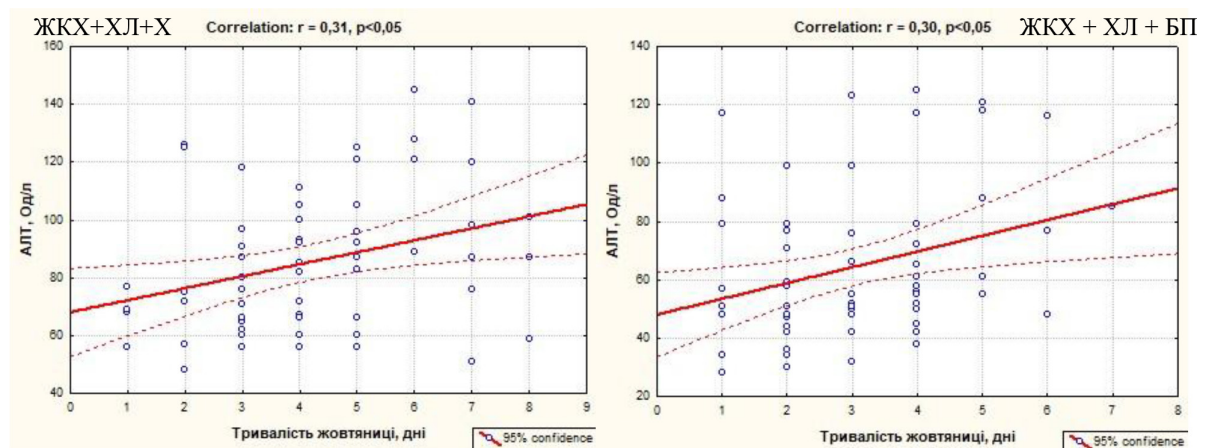 ЖКХ+ХЛ+Х
Correlation: r = 0,31, p<0,05
160
140
120
100
80
60
40
АЛТ, Од/л
0 1 2 3 4 5 6 7 8 9
Тривалість жовтяниці, дні
95% confidence
Correlation: r = 0,30, p<0,05
ЖКХ + ХЛ + БП
140
120
100
80
60
40
20
АЛТ, Од/л
0 1 2 3 4 5 6 7 8
Тривалість жовтяниці, дні
95% confidence